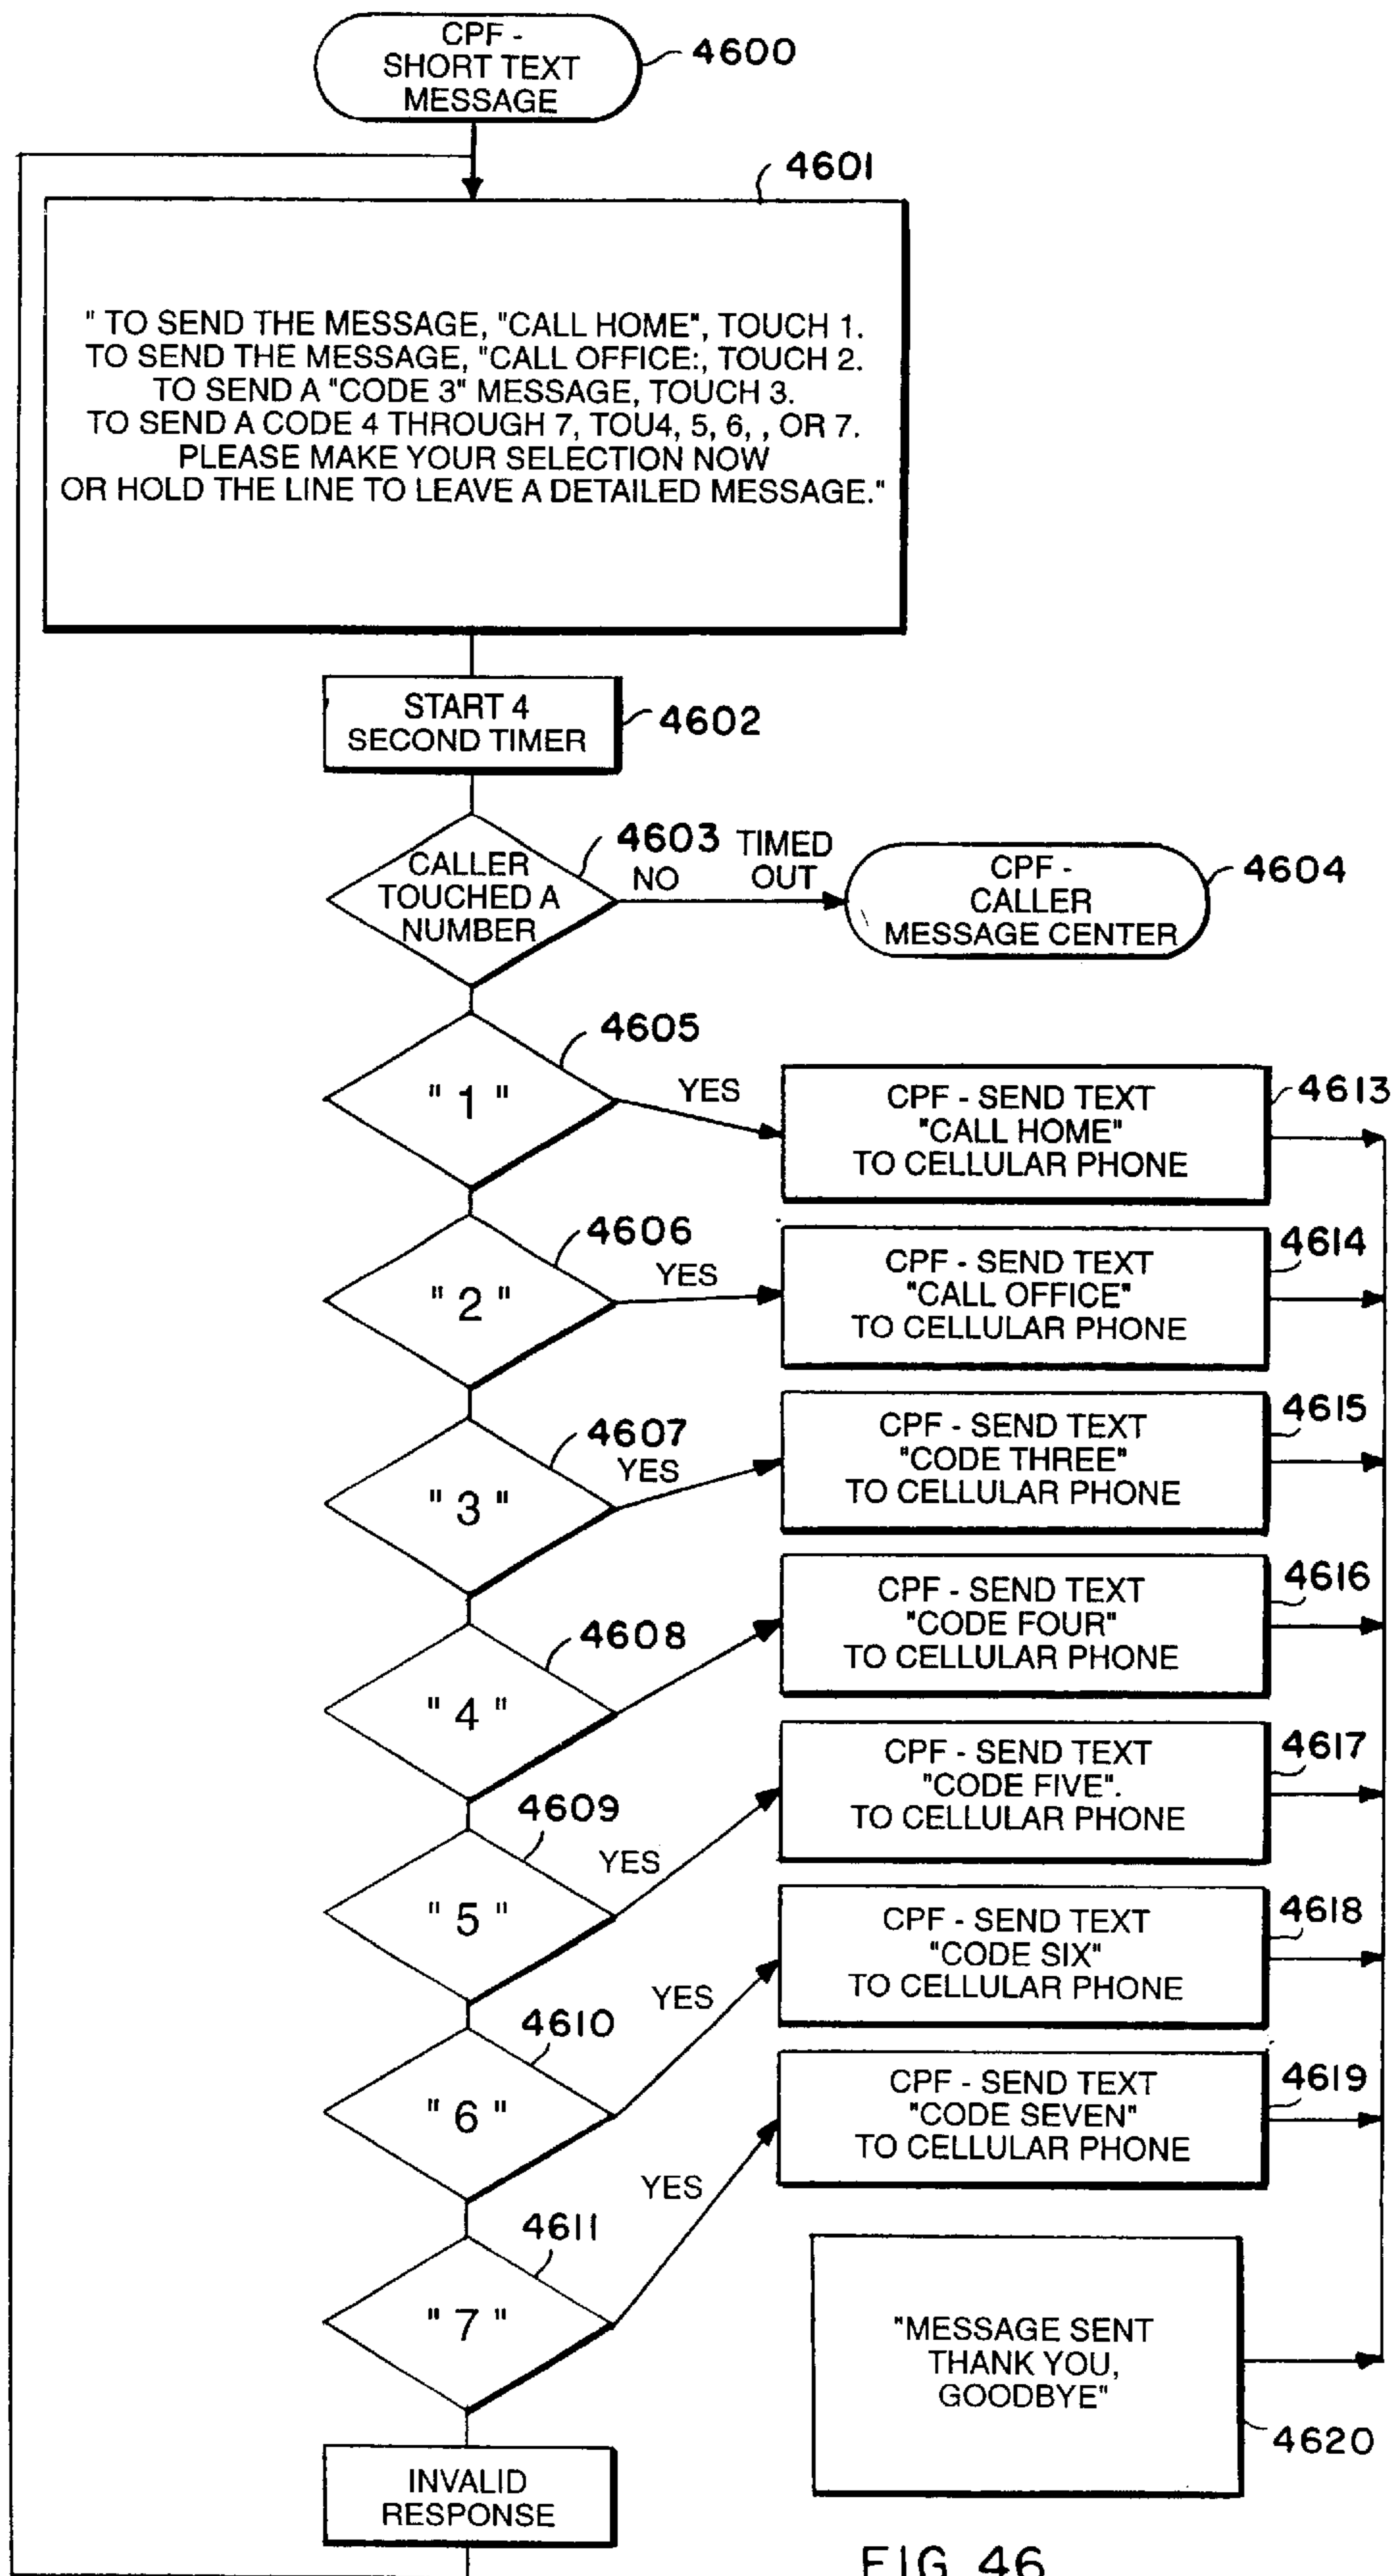 CPF -
SHORT TEXT
MESSAGE
4600
4601
" TO SEND THE MESSAGE, "CALL HOME", TOUCH 1.
TO SEND THE MESSAGE, "CALL OFFICE:, TOUCH 2.
TO SEND A "CODE 3" MESSAGE, TOUCH 3.
TO SEND A CODE 4 THROUGH 7, TOU4, 5, 6, , OR 7.
PLEASE MAKE YOUR SELECTION NOW
OR HOLD THE LINE TO LEAVE A DETAILED MESSAGE."
START 4
SECOND TIMER
4602
CALLER
TOUCHED A
NUMBER
4603
NO
TIMED
OUT
CPF -
CALLER
MESSAGE CENTER
4604
" 1 "
4605
YES
CPF - SEND TEXT
"CALL HOME"
TO CELLULAR PHONE
4613
" 2 "
4606
YES
CPF - SEND TEXT
"CALL OFFICE"
TO CELLULAR PHONE
4614
" 3 "
4607
YES
CPF - SEND TEXT
"CODE THREE"
TO CELLULAR PHONE
4615
" 4 "
4608
CPF - SEND TEXT
"CODE FOUR"
TO CELLULAR PHONE
4616
" 5 "
4609
YES
CPF - SEND TEXT
"CODE FIVE".
TO CELLULAR PHONE
4617
" 6 "
4610
YES
CPF - SEND TEXT
"CODE SIX"
TO CELLULAR PHONE
4618
" 7 "
4611
YES
CPF - SEND TEXT
"CODE SEVEN"
TO CELLULAR PHONE
4619
"MESSAGE SENT
THANK YOU,
GOODBYE"
4620
INVALID
RESPONSE
FIG. 46